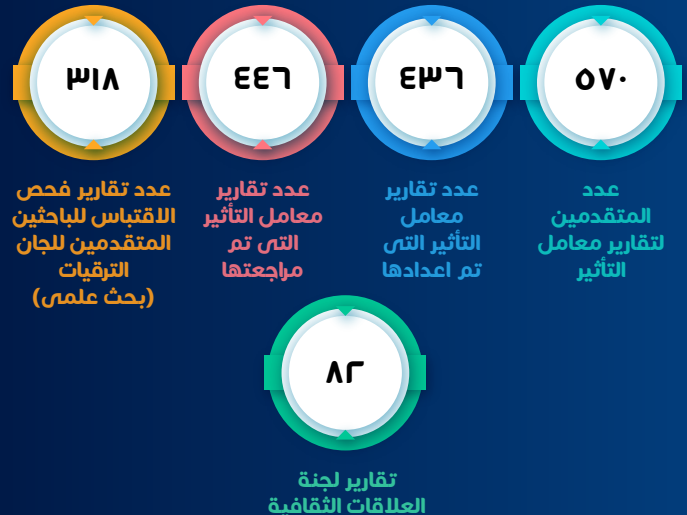 ٥٧٠
عدد
المتقدمين
لتقارير معامل
التأثير
٤٣٦
عدد تقارير
معامل
التأثير التى
تم اعدادها
٤٤٦
عدد تقارير
معامل التأثير
التى تم
مراجعتها
٣١٨
عدد تقارير فحص
الاقتباس للباحثين
المتقدمين للجان
الترقيات
(بحث علمى)
٨٢
تقارير لجنة
العلاقات الثقافية